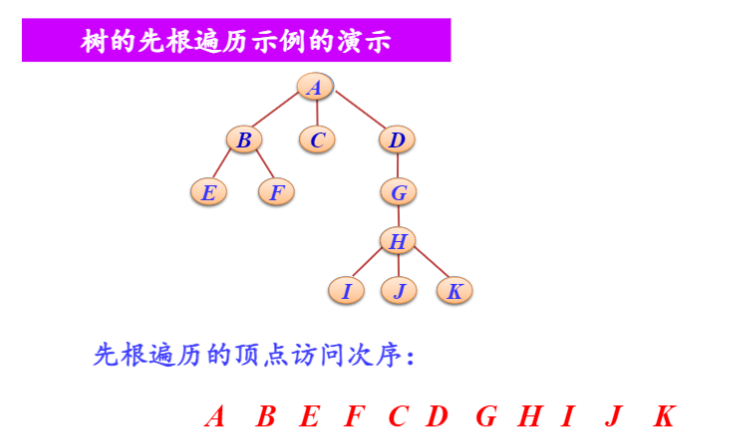 树的先根遍历示例的演示
A
B C D
E F G
H
I J K
先根遍历的顶点访问次序：
A B E F C D G H I J K